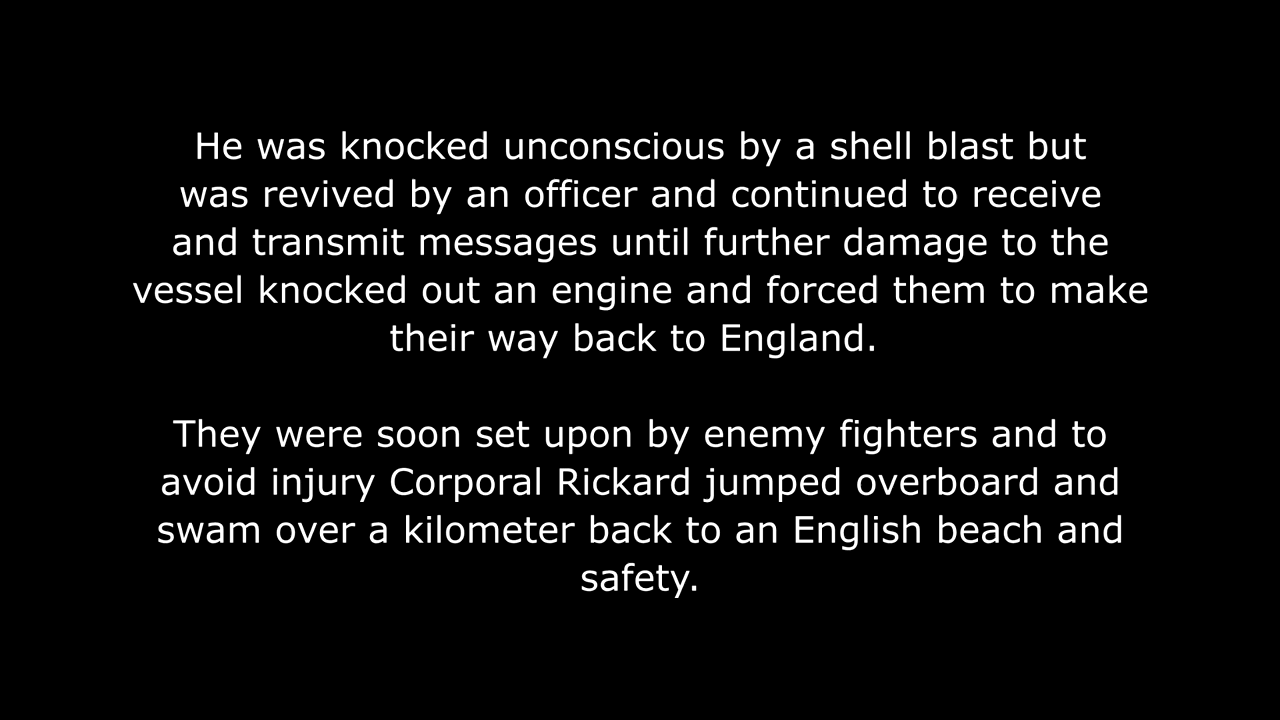 He was knocked unconscious by a shell blast but
was revived by an officer and continued to receive
and transmit messages until further damage to the
vessel knocked out an engine and forced them to make
their way back to England.
They were soon set upon by enemy fighters and to
avoid injury Corporal Rickard jumped overboard and
swam over a kilometer back to an English beach and
safety.